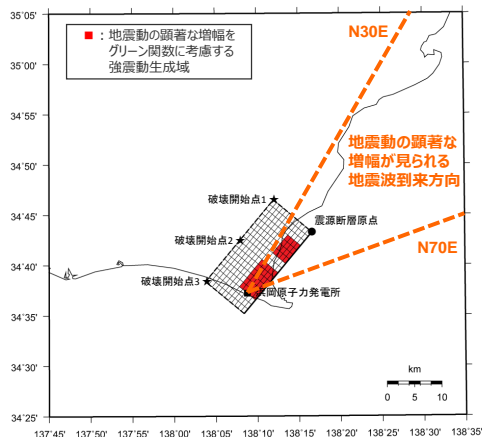 35˚05'
35˚00'
34˚55'
34˚50'
34˚45'
34˚40'
34˚35'
34˚30'
34˚25'
■：地震動の顕著な増幅を
グリーン関数に考慮する
強震動生成域
N30E
地震動の顕著な
増幅が見られる
地震波到来方向
破壊開始点1
震源断層原点
破壊開始点2
N70E
破壊開始点3
岡原子力発電所
km
0 5 10
137˚45' 137˚50' 137˚55' 138˚00' 138˚05' 138˚10' 138˚15' 138˚20' 138˚25' 138˚30' 138˚35'